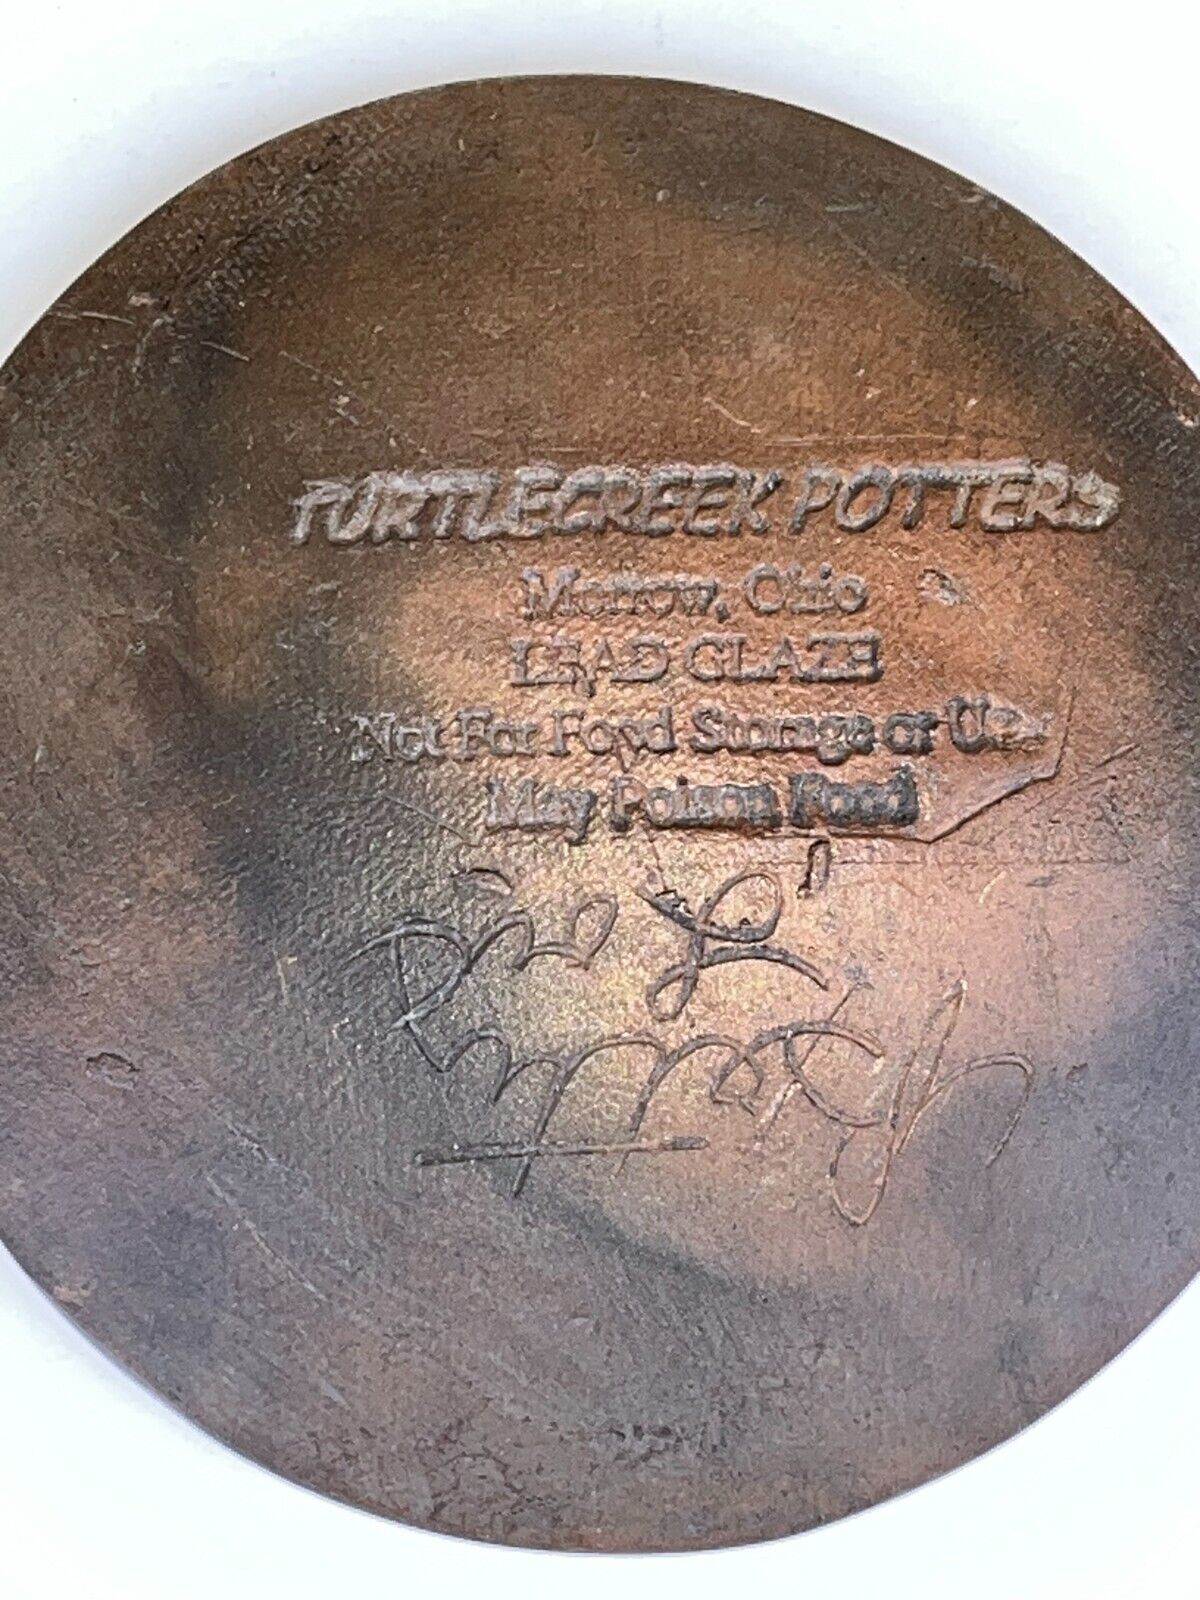 TURTLECREEK POTTERS
Morrow, Ohio
LEAD GLAZE
Not For Food Storage or Use
May Poison Food